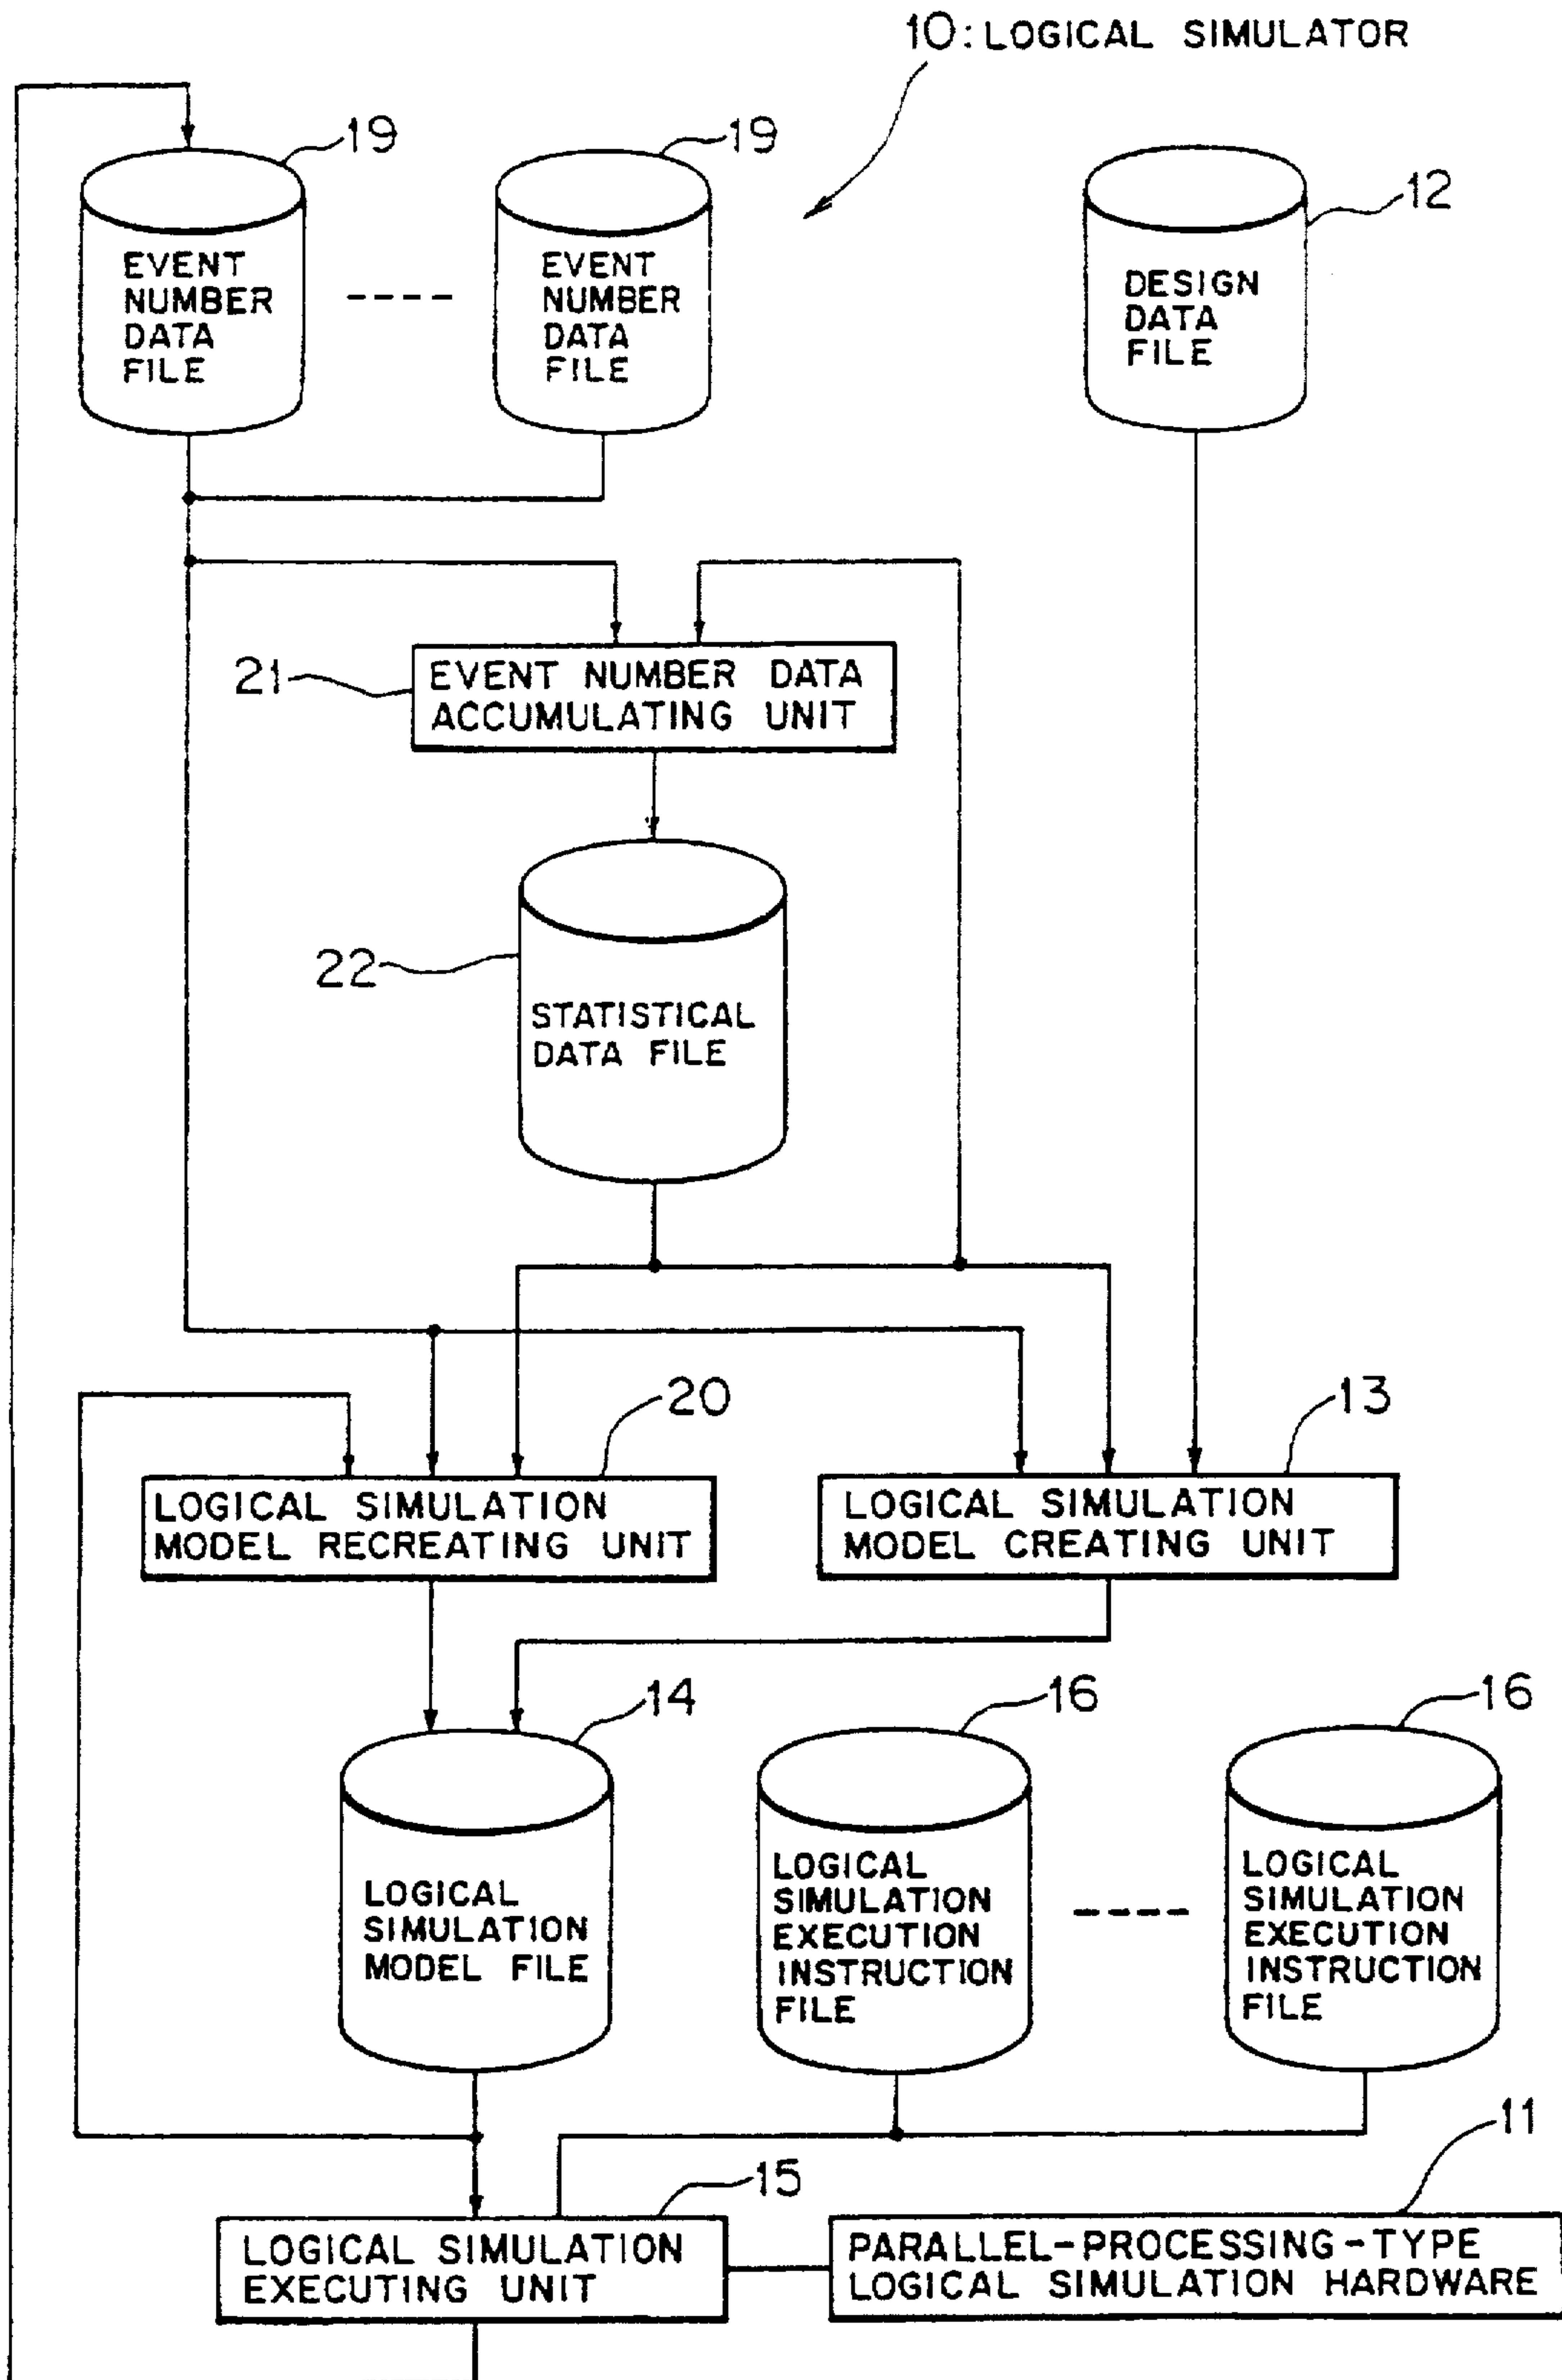 10: LOGICAL SIMULATOR
19
19
12
EVENT
NUMBER
DATA
FILE
EVENT
NUMBER
DATA
FILE
DESIGN
DATA
FILE
21
EVENT NUMBER DATA
ACCUMULATING UNIT
22
STATISTICAL
DATA FILE
20
13
LOGICAL SIMULATION
MODEL RECREATING UNIT
LOGICAL SIMULATION
MODEL CREATING UNIT
14
16
16
LOGICAL
SIMULATION
MODEL FILE
LOGICAL
SIMULATION
EXECUTION
INSTRUCTION
FILE
LOGICAL
SIMULATION
EXECUTION
INSTRUCTION
FILE
11
15
LOGICAL SIMULATION
EXECUTING UNIT
PARALLEL-PROCESSING-TYPE
LOGICAL SIMULATION HARDWARE